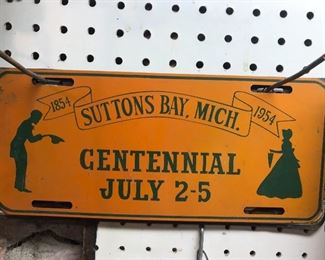 1854 SUTTONS BAY, MICH. 1954
CENTENNIAL
JULY 2-5